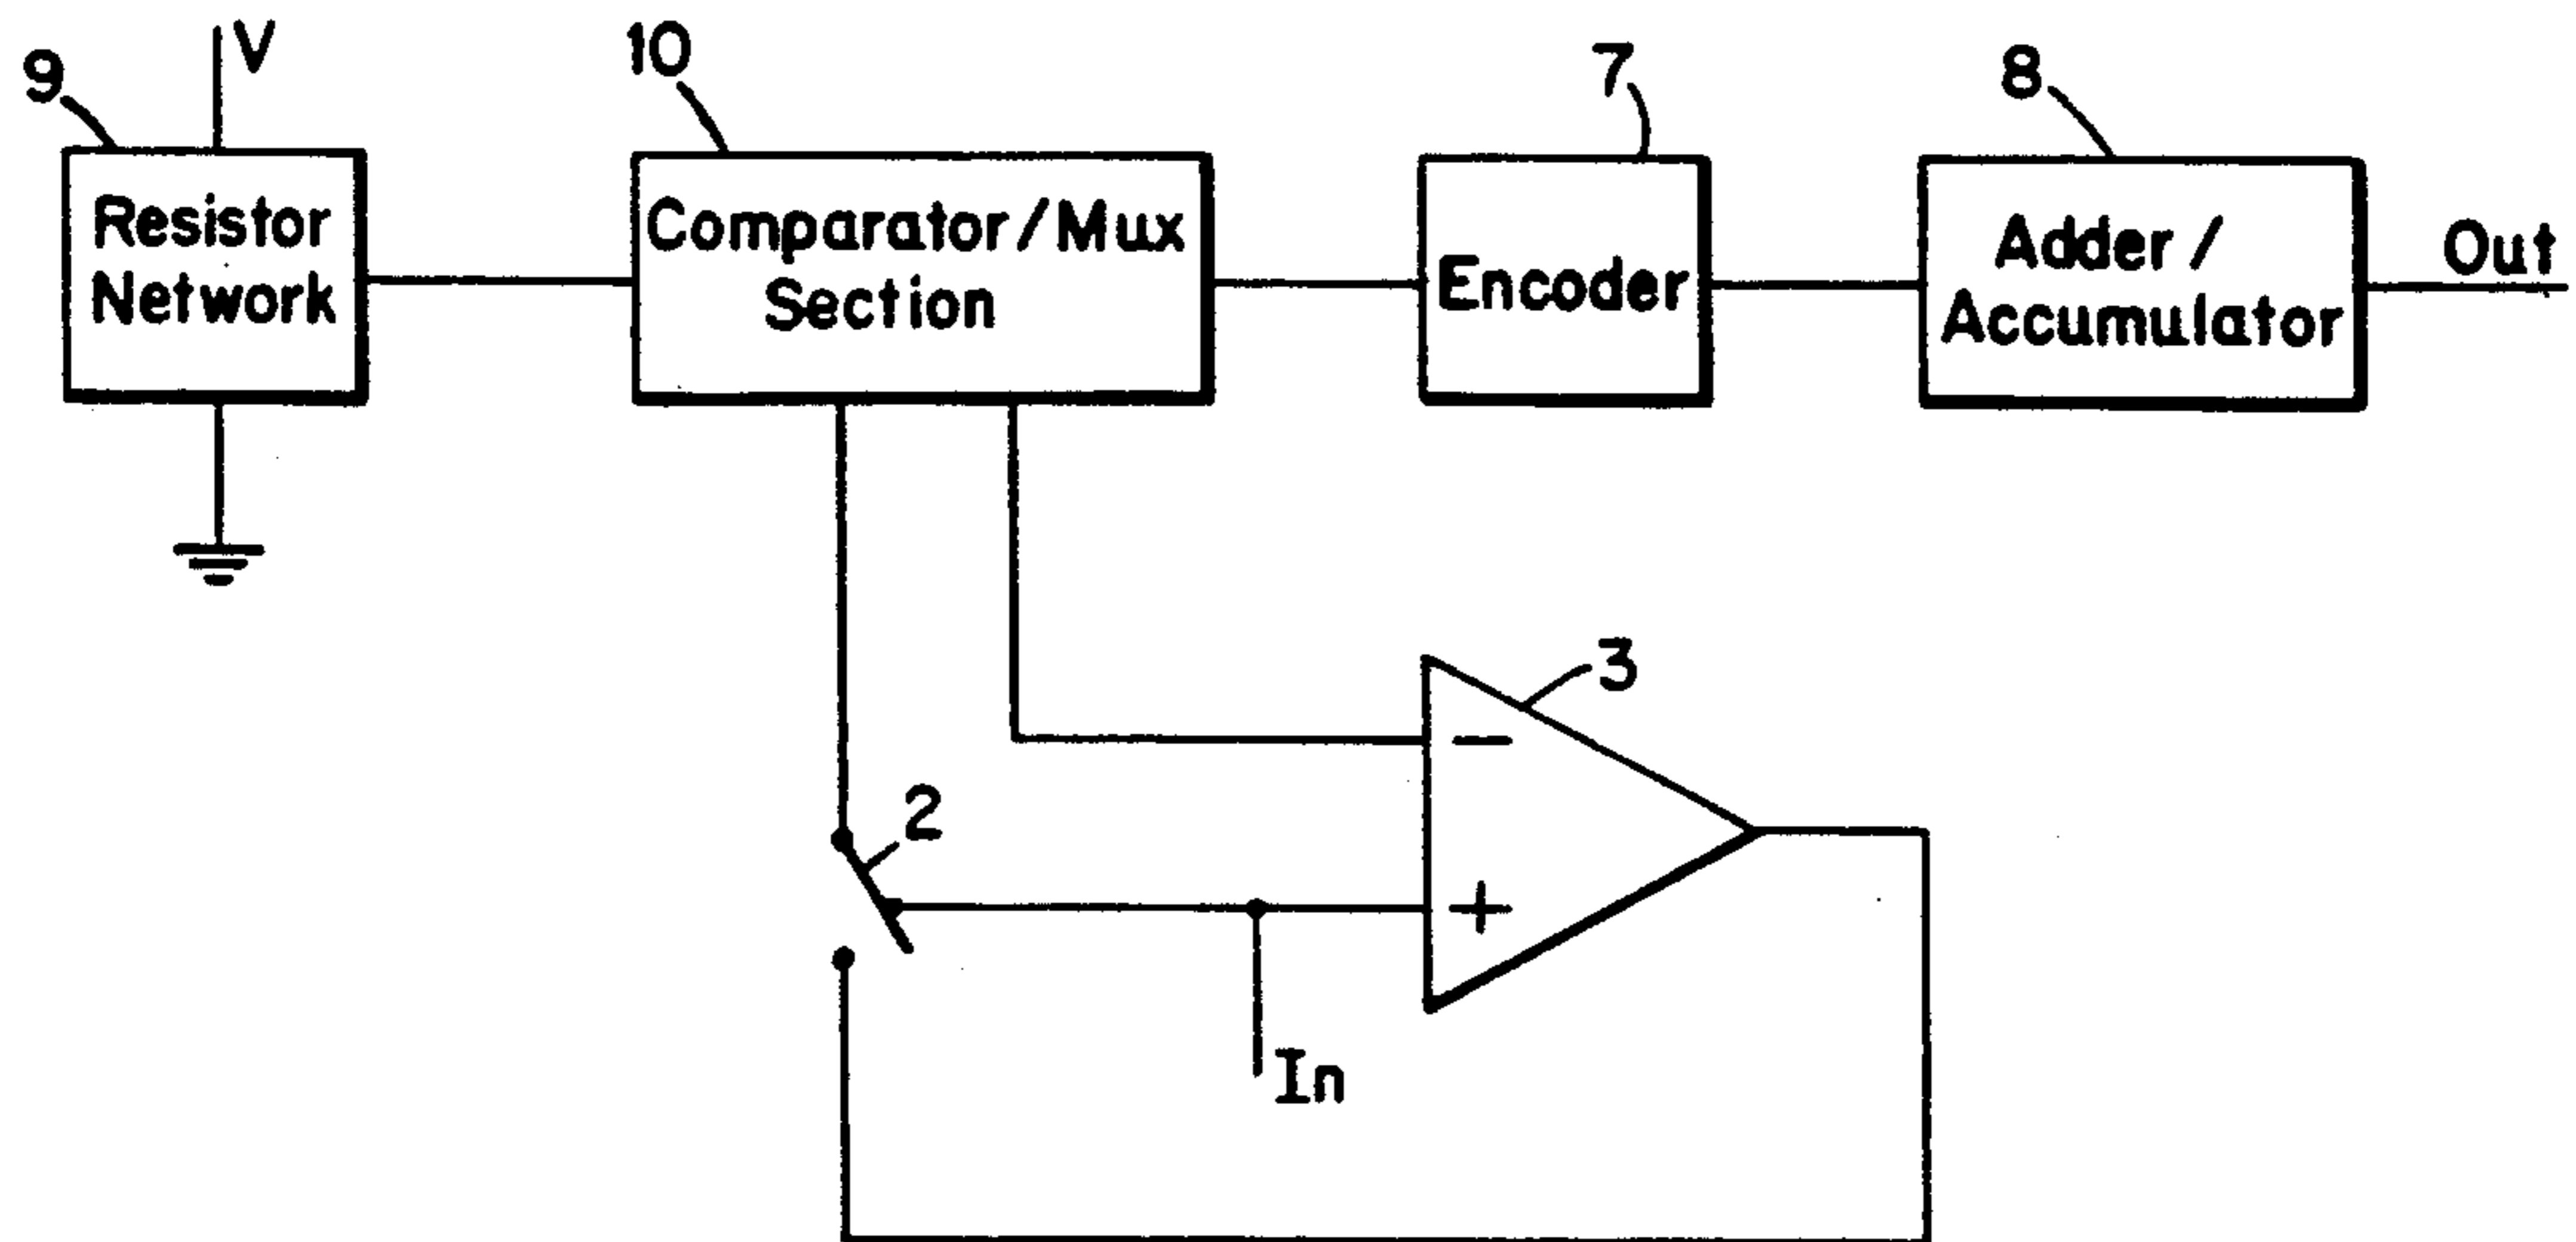 V
9
10
7
8
Resistor
Network
Comparator/Mux
Section
Encoder
Adder/
Accumulator
Out
3
−
2
+
In